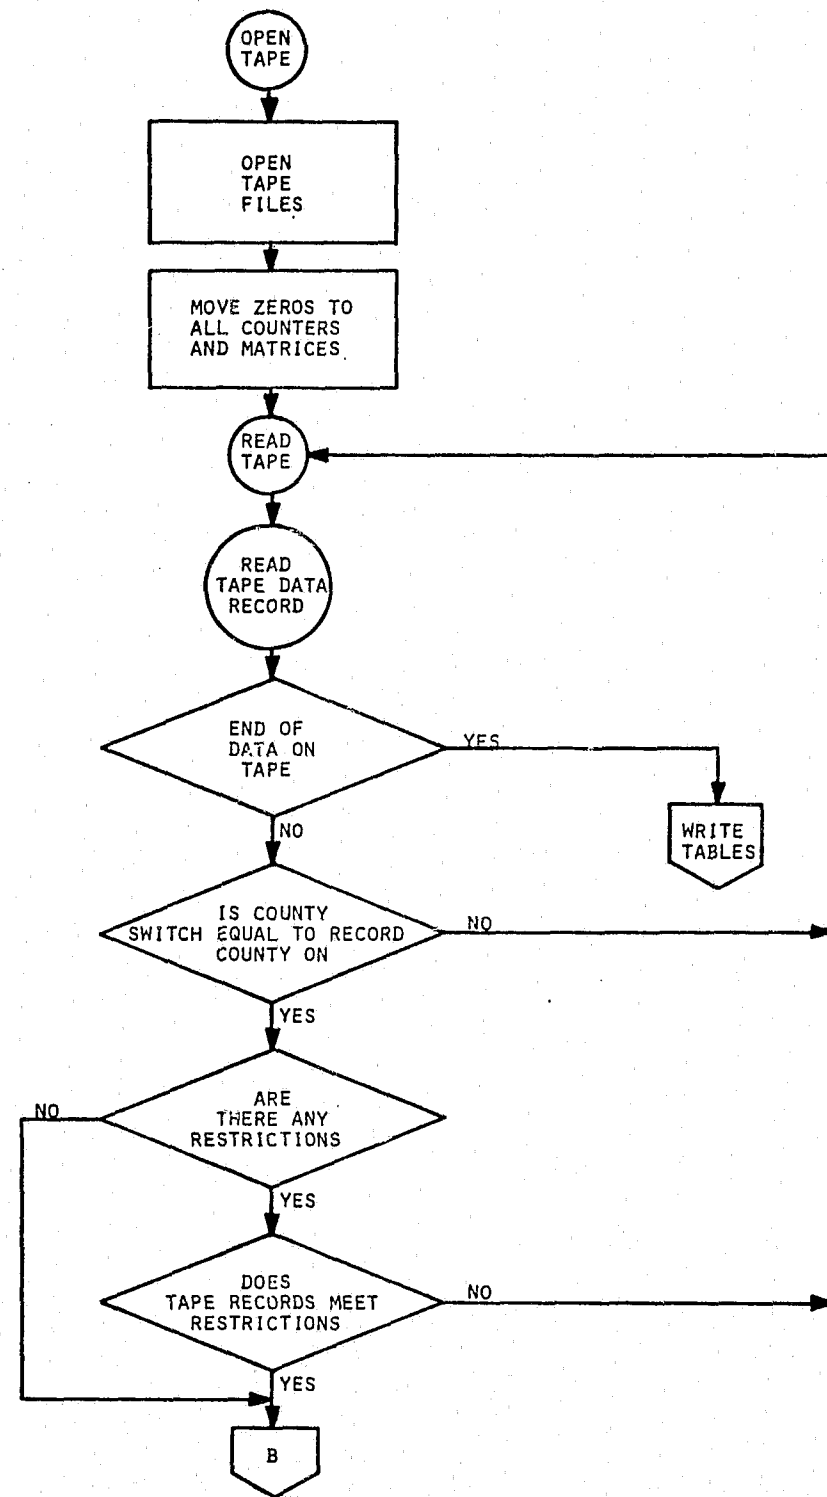 OPEN
TAPE
OPEN
TAPE
FILES
MOVE ZEROS TO
ALL COUNTERS
AND MATRICES
READ
TAPE
READ
TAPE DATA
RECORD
END OF
DATA ON
TAPE
YES
WRITE
TABLES
NO
IS COUNTY
SWITCH EQUAL TO RECORD
COUNTY ON
NO
YES
ARE
THERE ANY
RESTRICTIONS
NO
YES
DOES
TAPE RECORDS MEET
RESTRICTIONS
NO
YES
B